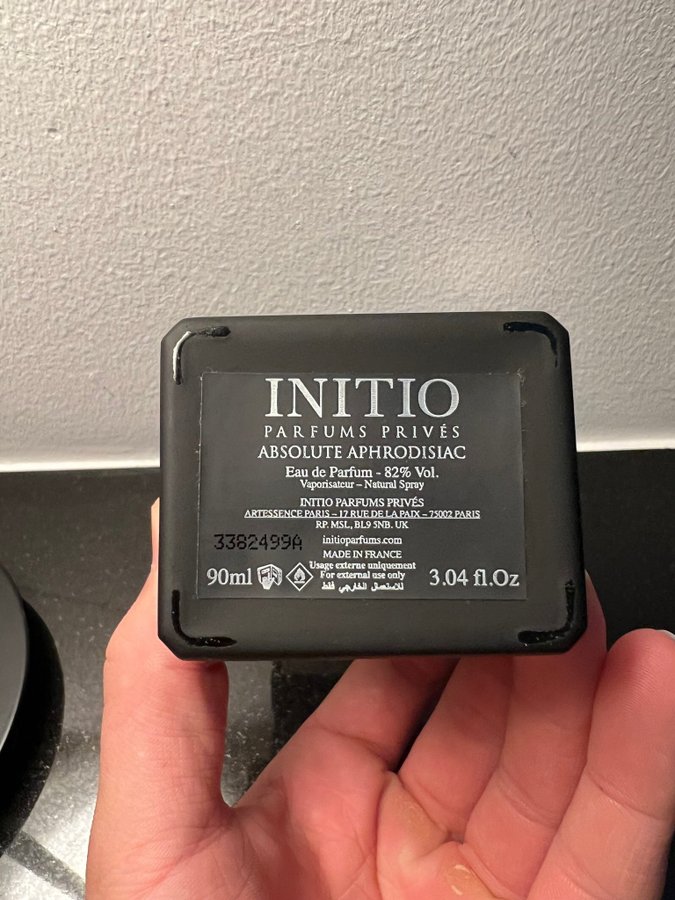 INITIO
PARFUMS PRIVÉS
ABSOLUTE APHRODISIAC
Eau de Parfum - 82% Vol.
Vaporisateur – Natural Spray
INITIO PARFUMS PRIVÉS
ARTESSENCE PARIS – 17 RUE DE LA PAIX – 75002 PARIS
RP. MSL, BL9 5NB. UK
3382499A
initioparfums.com
MADE IN FRANCE
Usage externe uniquement
For external use only
للاستعمال الخارجي فقط
90ml
3.04 fl.Oz